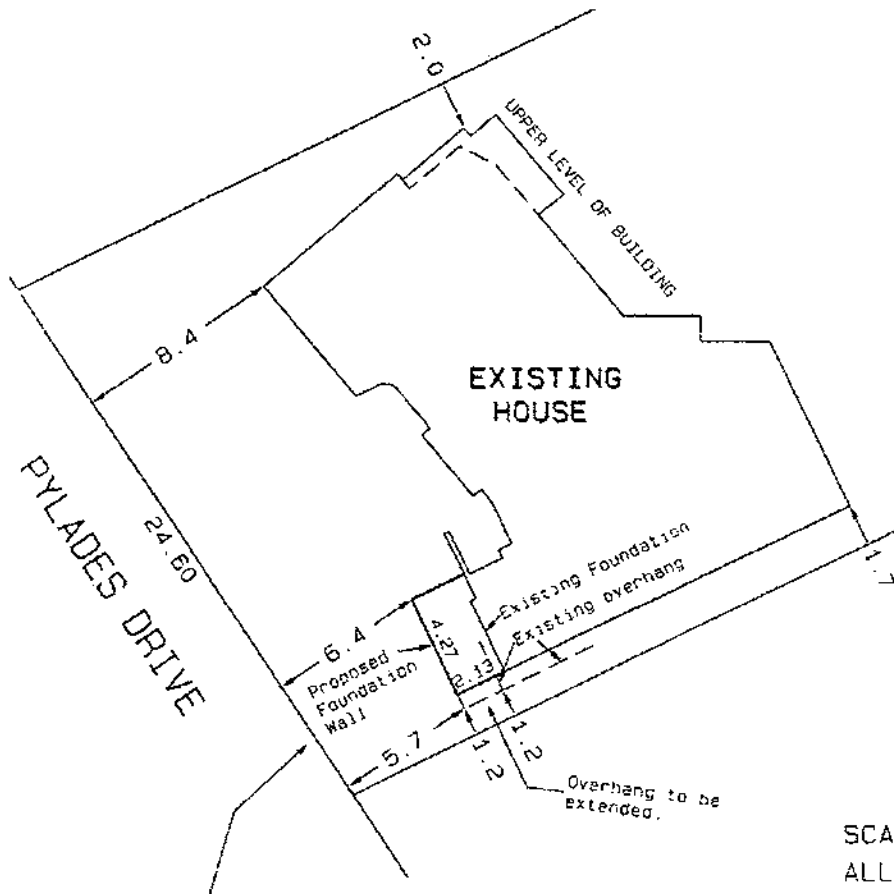 2.0
UPPER LEVEL OF BUILDING
8.4
EXISTING
HOUSE
PYLADES DRIVE
24.60
Existing Foundation
Existing overhang
1.7
6.4
4.27
Proposed
Foundation
Wall
2.13
5.7
1.2
1.2
Overhang to be
extended.
SCA
ALL